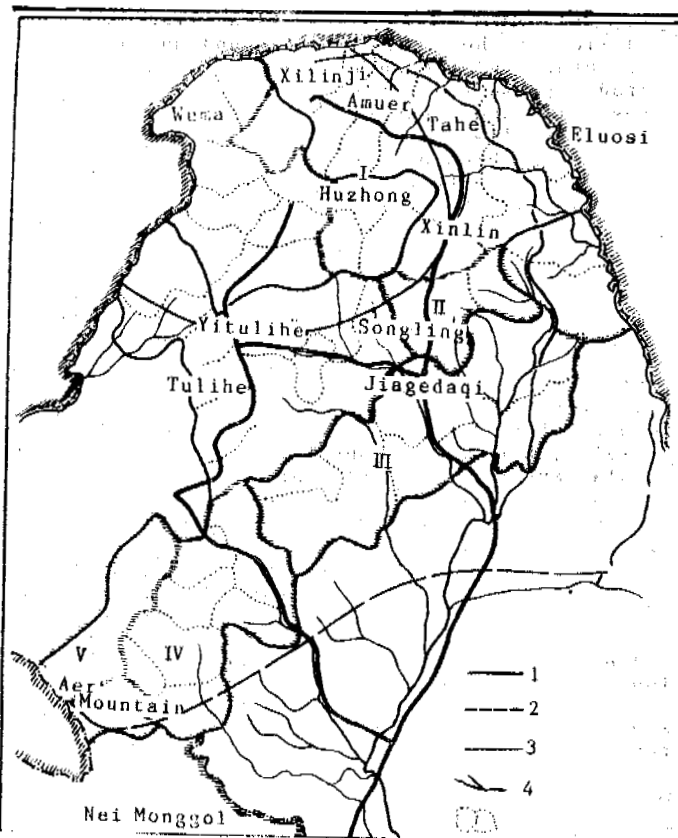 Xilinji
Amuer
Wuma
Tahe
Eluosi
I
Huzhong
Xinlin
II
Yitulihe
Songling
Tulihe
Jiagedaqi
III
V
IV
Aer
Mountain
1
2
3
4
Nei Monggol